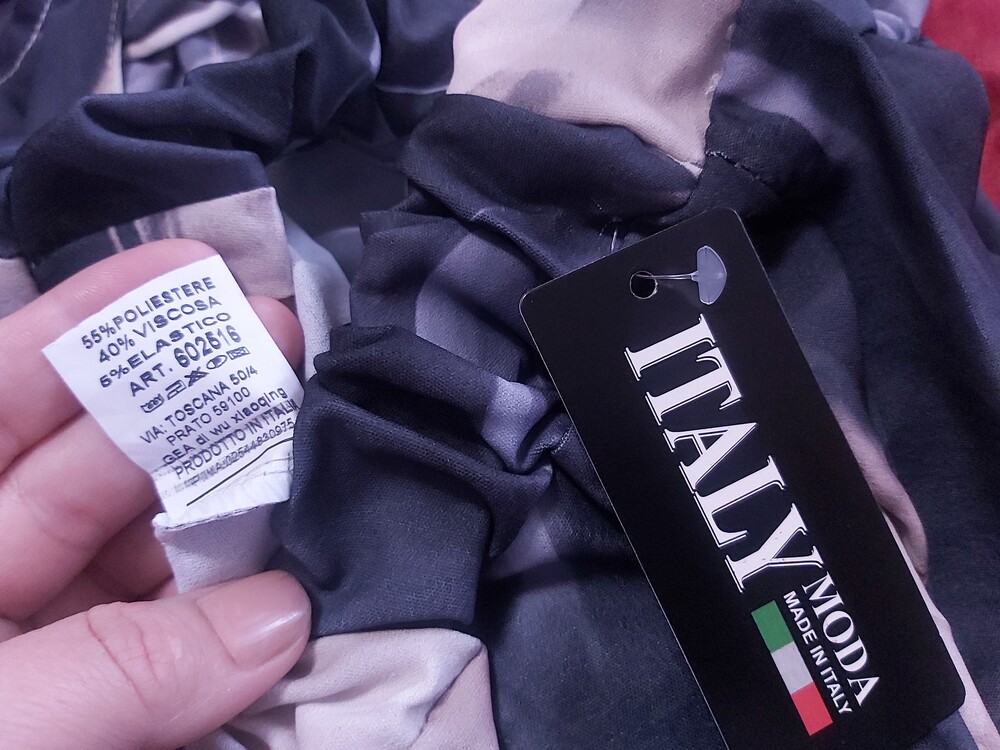 55%POLIESTERE
40%VISCOSA
5%ELASTICO
ART. 602516
VIA: TOSCANA 50/4
PRATO 59100
GEA di wu xiaoqing
PRODOTTO IN ITALIA
ITALY
MODA
MADE IN ITALY